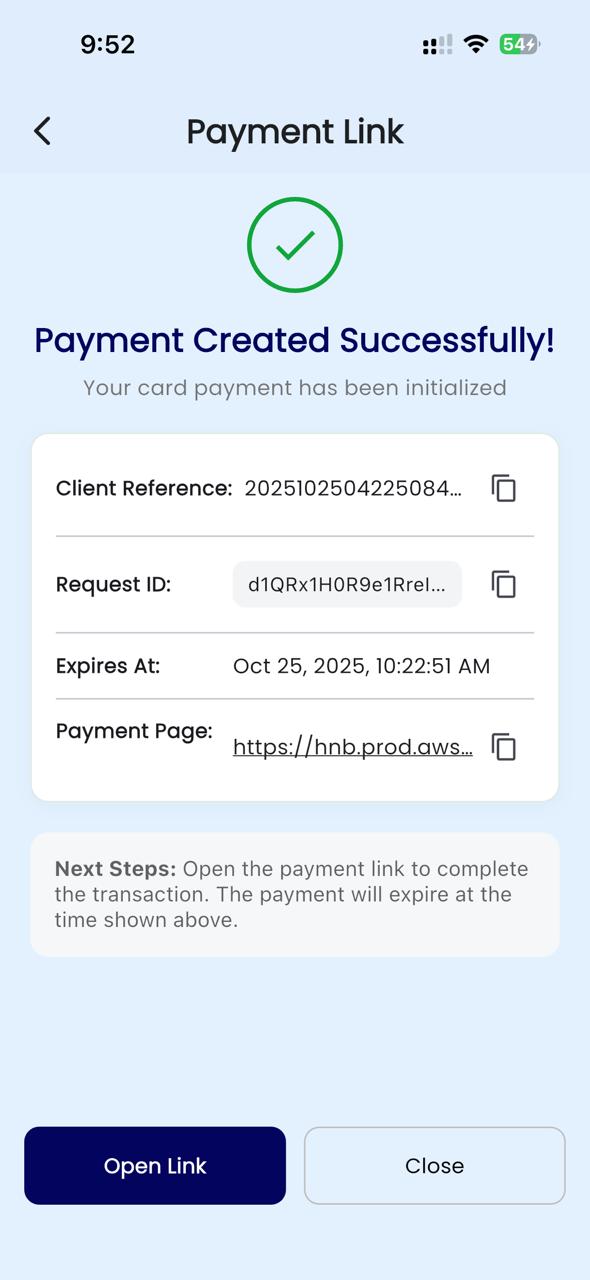 9:52
54
Payment Link
Payment Created Successfully!
Your card payment has been initialized
Client Reference: 2025102504225084...
Request ID: d1QRx1H0R9e1RreI...
Expires At: Oct 25, 2025, 10:22:51 AM
Payment Page: https://hnb.prod.aws...
Next Steps: Open the payment link to complete
the transaction. The payment will expire at the
time shown above.
Open Link
Close